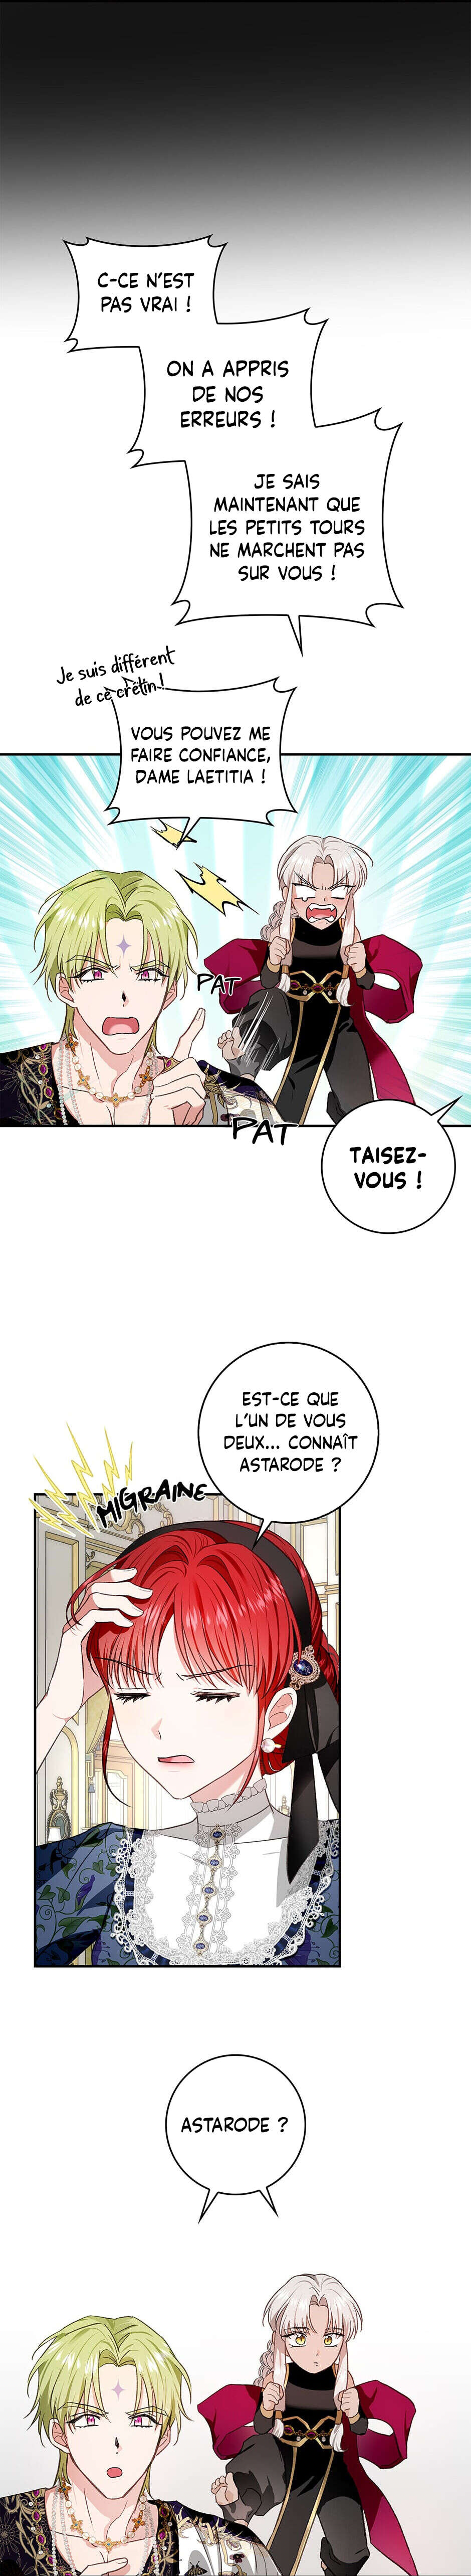 C-CE N'EST
PAS VRAI !
ON A APPRIS
DE NOS
ERREURS !
JE SAIS
MAINTENANT QUE
LES PETITS TOURS
NE MARCHENT PAS
SUR VOUS !
Je suis différent
de ce crétin !
VOUS POUVEZ ME
FAIRE CONFIANCE,
DAME LAETITIA !
PAT
PAT
TAISEZ-
VOUS !
EST-CE QUE
L'UN DE VOUS
DEUX... CONNAÎT
ASTARODE ?
MIGRAINE
ASTARODE ?